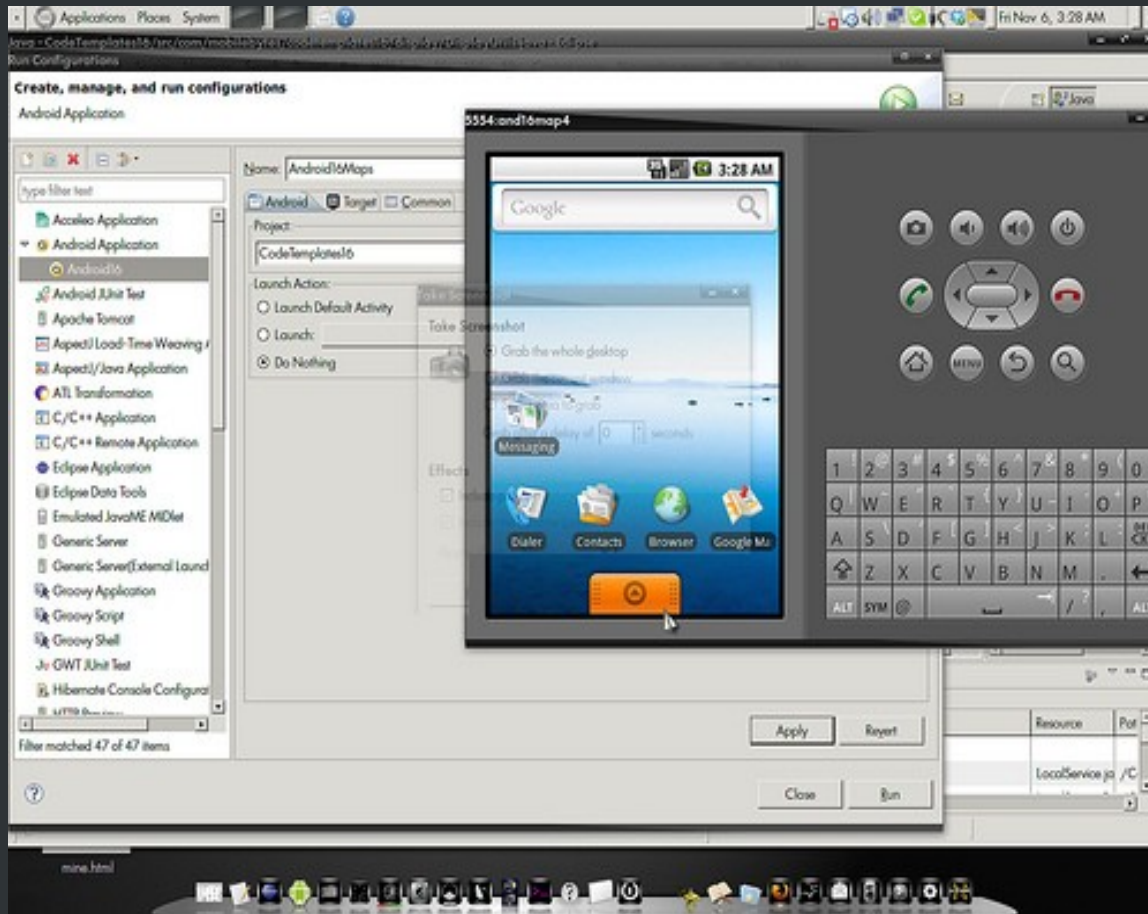 Applications Places System
Fri Nov 6, 3:28 AM
Run Configurations
Create, manage, and run configurations
Android Application
5554:and16map4
Java
type filter text
Acceleo Application
Android Application
Android16
Android JUnit Test
Apache Tomcat
AspectJ Load-Time Weaving
AspectJ/Java Application
ATL Transformation
C/C++ Application
C/C++ Remote Application
Eclipse Application
Eclipse Data Tools
Emulated JavaME MIDlet
Generic Server
Generic Server(External Launch
Groovy Application
Groovy Script
Groovy Shell
GWT JUnit Test
Hibernate Console Configurat
Filter matched 47 of 47 items
Name: Android16Maps
Android Target Common
Project:
CodeTemplates16
Launch Action:
Launch Default Activity
Launch:
Do Nothing
Take Screenshot
Take Screenshot
Grab the whole desktop
delay of 0 seconds
Effects
3G 3:28 AM
Google
Messaging
Dialer Contacts Browser Google Ma
MENU
1 2 @ 3 # 4 $ 5 % 6 ^ 7 & 8 * 9 ( 0
Q W E R T Y U I O P
A S D F G H J K L
Z X C V B N M .
ALT SYM @ / ? , AL
Apply Revert
Close Run
Resource Pat
LocalService.ja /C
mine.html